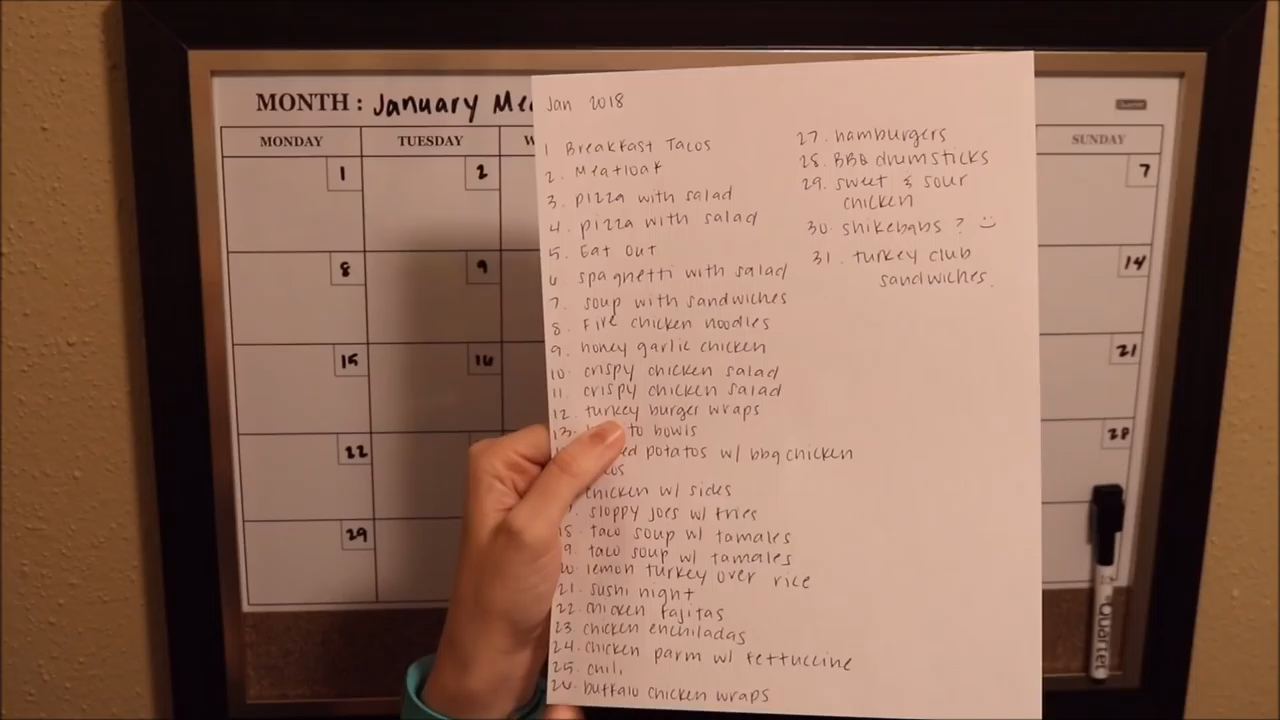 MONTH: January
MONDAY
TUESDAY
SUNDAY
1
2
7
8
9
14
15
16
21
22
28
29
Quartet
Jan 2018
1 Breakfast Tacos
2. Meatloaf
3. pizza with salad
4. pizza with salad
5. Eat out
6 spaghetti with salad
7. soup with sandwiches
8. Fire chicken noodles
9. honey garlic chicken
10. crispy chicken salad
11. crispy chicken salad
12. turkey burger wraps
13. to bowls
potatos w/ bbq chicken
chicken w/ sides
sloppy joes w/ fries
18. taco soup w/ tamales
9. taco soup w/ tamales
20. lemon turkey over rice
21. sushi night
22. chicken fajitas
23. chicken enchiladas
24. chicken parm w/ fettuccine
25. chili
26. buffalo chicken wraps
27. hamburgers
28. BBQ drumsticks
29. sweet & sour
chicken
30. shikebabs ? :)
31. turkey club
sandwiches.